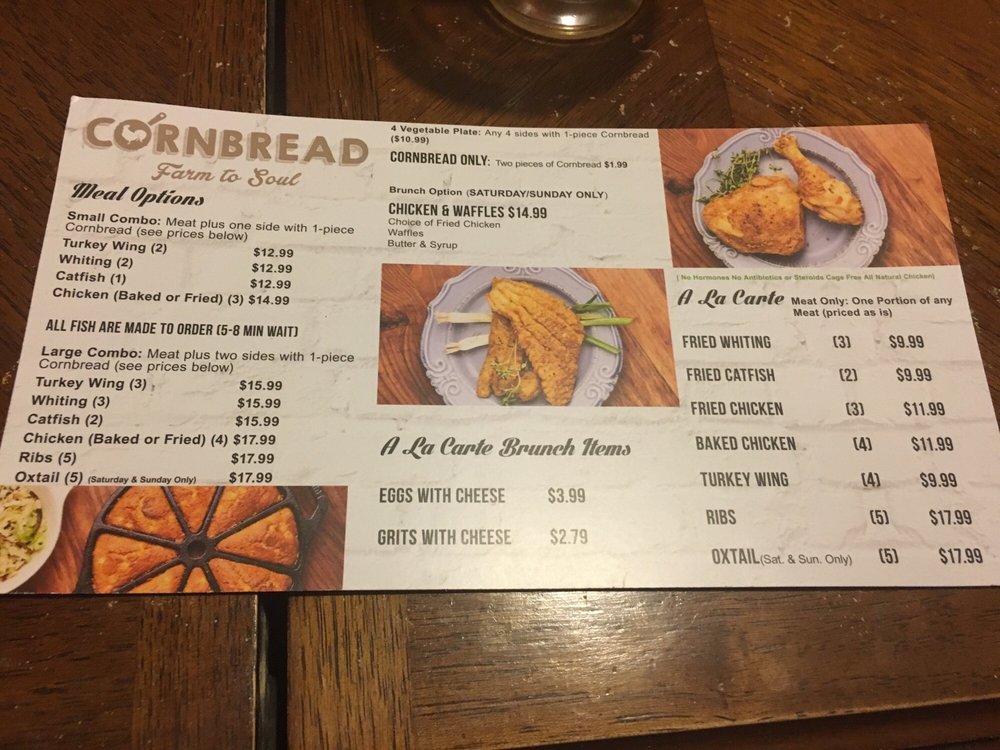 CORNBREAD
Farm to Soul
Meal Options
Small Combo: Meat plus one side with 1-piece
Cornbread (see prices below)
Turkey Wing (2) $12.99
Whiting (2) $12.99
Catfish (1) $12.99
Chicken (Baked or Fried) (3) $14.99
ALL FISH ARE MADE TO ORDER (5-8 MIN WAIT)
Large Combo: Meat plus two sides with 1-piece
Cornbread (see prices below)
Turkey Wing (3) $15.99
Whiting (3) $15.99
Catfish (2) $15.99
Chicken (Baked or Fried) (4) $17.99
Ribs (5) $17.99
Oxtail (5) (Saturday & Sunday Only) $17.99
4 Vegetable Plate: Any 4 sides with 1-piece Cornbread
($10.99)
CORNBREAD ONLY: Two pieces of Cornbread $1.99
Brunch Option (SATURDAY/SUNDAY ONLY)
CHICKEN & WAFFLES $14.99
Choice of Fried Chicken
Waffles
Butter & Syrup
A La Carte Brunch Items
EGGS WITH CHEESE $3.99
GRITS WITH CHEESE $2.79
( No Hormones No Antibiotics or Steroids Cage Free All Natural Chicken)
A La Carte Meat Only: One Portion of any
Meat (priced as is)
FRIED WHITING (3) $9.99
FRIED CATFISH (2) $9.99
FRIED CHICKEN (3) $11.99
BAKED CHICKEN (4) $11.99
TURKEY WING (4) $9.99
RIBS (5) $17.99
OXTAIL (Sat. & Sun. Only) (5) $17.99